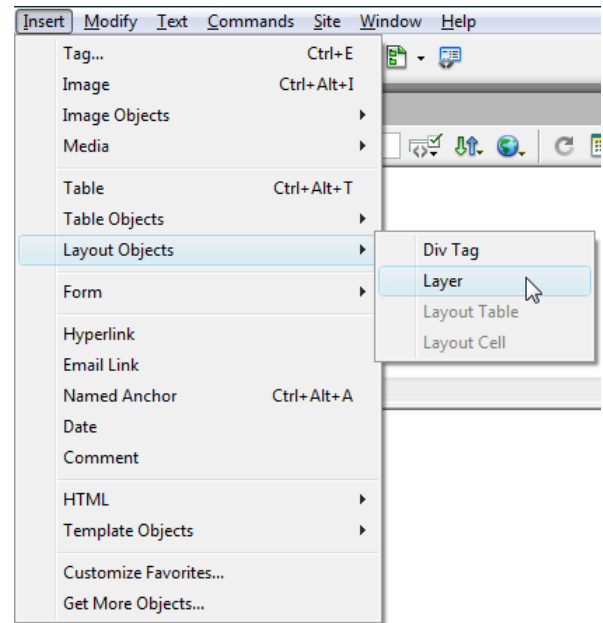 Insert Modify Text Commands Site Window Help
Tag... Ctrl+E
Image Ctrl+Alt+I
Image Objects
Media
Table Ctrl+Alt+T
Table Objects
Layout Objects
Div Tag
Layer
Layout Table
Layout Cell
Form
Hyperlink
Email Link
Named Anchor Ctrl+Alt+A
Date
Comment
HTML
Template Objects
Customize Favorites...
Get More Objects...